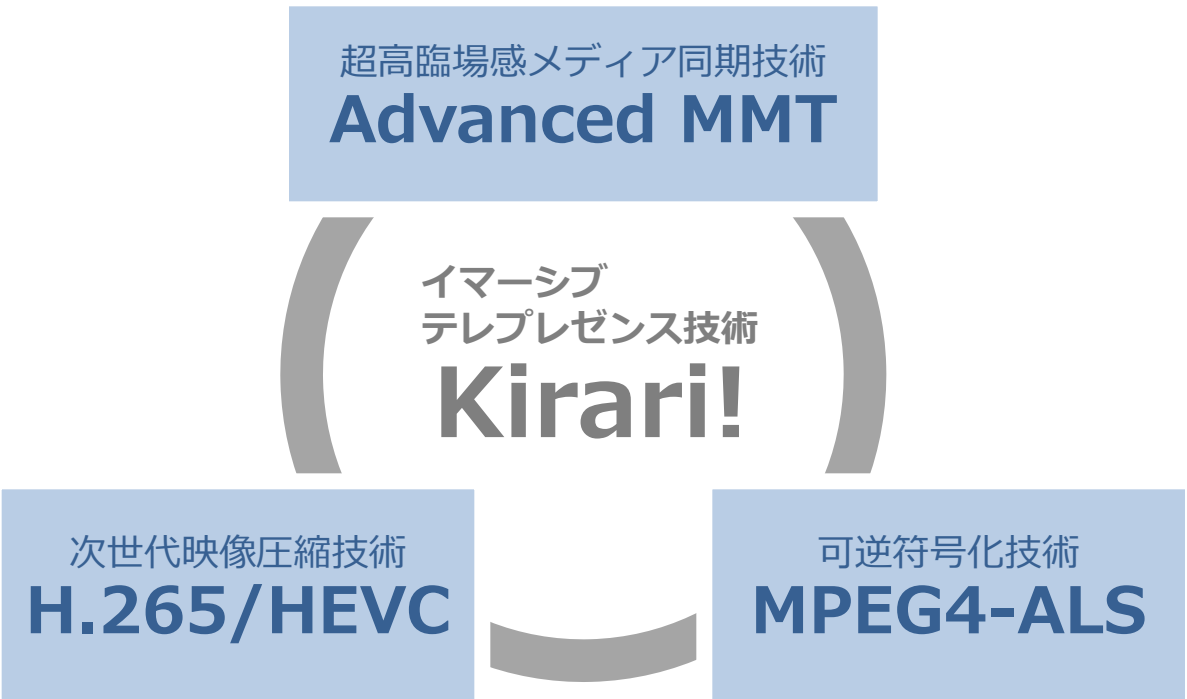 超高臨場感メディア同期技術
Advanced MMT
イマーシブ
テレプレゼンス技術
Kirari!
次世代映像圧縮技術
H.265/HEVC
可逆符号化技術
MPEG4-ALS